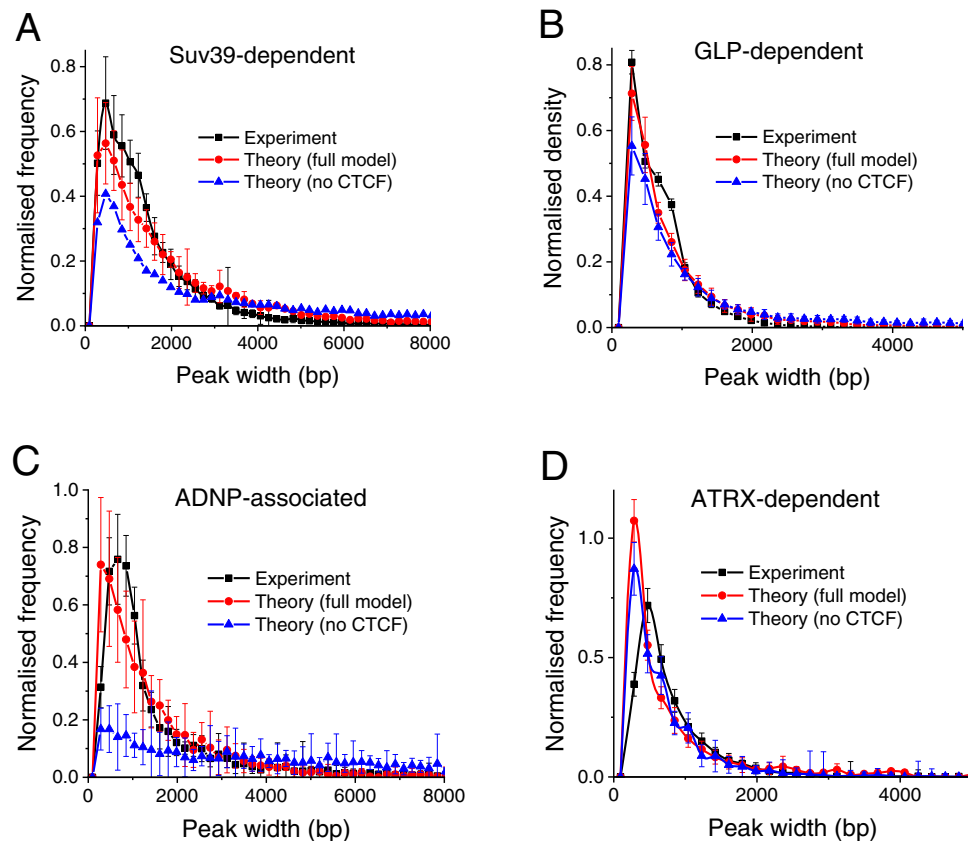 A
Suv39-dependent
Experiment
Theory (full model)
Theory (no CTCF)
Normalised frequency
0.8
0.6
0.4
0.2
0.0
0 2000 4000 6000 8000
Peak width (bp)
B
GLP-dependent
Experiment
Theory (full model)
Theory (no CTCF)
Normalised density
0.8
0.6
0.4
0.2
0.0
0 2000 4000
Peak width (bp)
C
ADNP-associated
Experiment
Theory (full model)
Theory (no CTCF)
Normalised frequency
1.0
0.8
0.6
0.4
0.2
0.0
0 2000 4000 6000 8000
Peak width (bp)
D
ATRX-dependent
Experiment
Theory (full model)
Theory (no CTCF)
Normalised frequency
1.0
0.5
0.0
0 2000 4000
Peak width (bp)